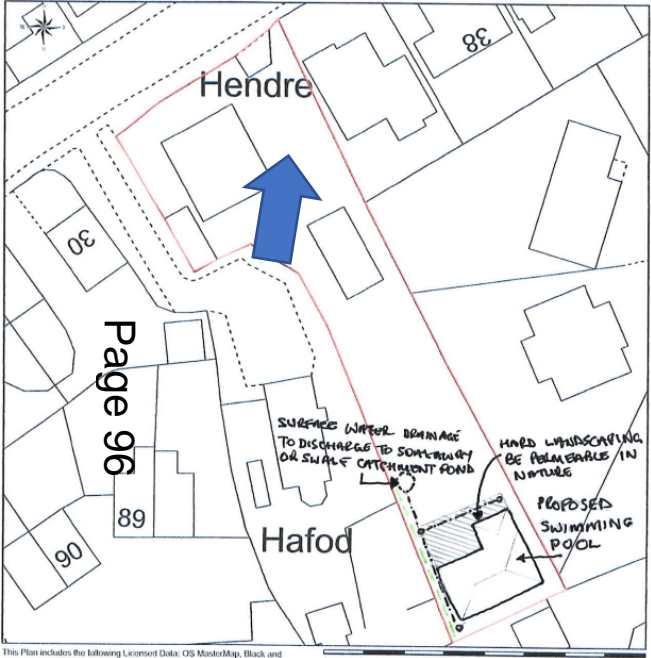 38
Hendre
30
Page 96
SURFACE WATER DRAINAGE
TO DISCHARGE TO SOAKAWAY
OR SWALE CATCHMENT POND
HARD LANDSCAPING
BE PERMEABLE IN
NATURE
PROPOSED
SWIMMING
POOL
89
Hafod
90
This Plan includes the following Licensed Data: OS MasterMap, Black and